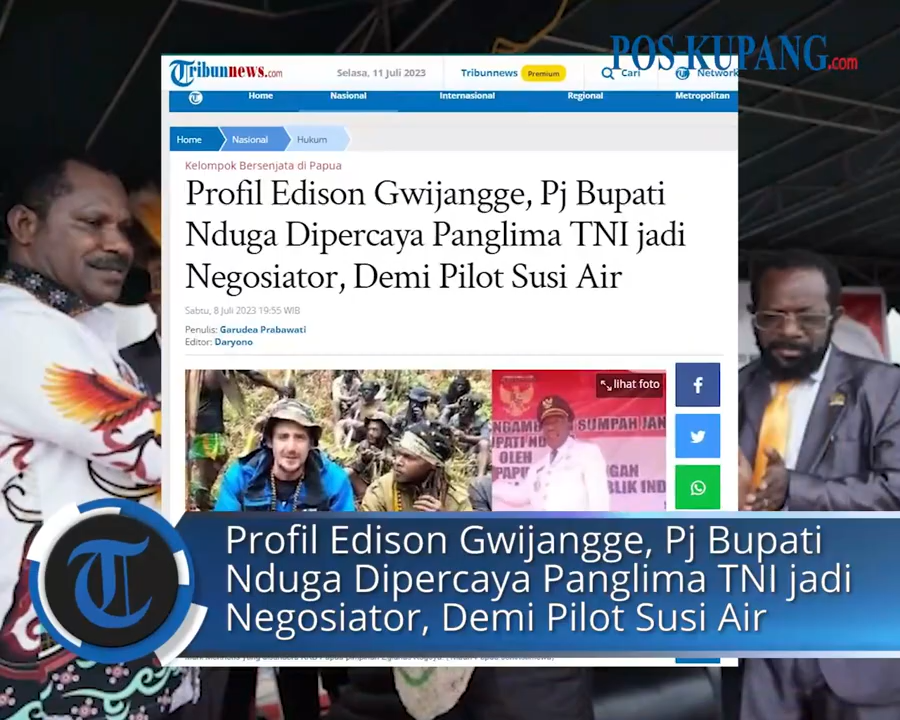 POS-KUPANG.com
Tribunnews.com
Selasa, 11 Juli 2023
Tribunnews Premium
Cari
Network
Home Nasional Internasional Regional Metropolitan
Home Nasional Hukum
Kelompok Bersenjata di Papua
Profil Edison Gwijangge, Pj Bupati
Nduga Dipercaya Panglima TNI jadi
Negosiator, Demi Pilot Susi Air
Sabtu, 8 Juli 2023 19:55 WIB
Penulis: Garudea Prabawati
Editor: Daryono
lihat foto
SUMPAH JAN
OLEH
Profil Edison Gwijangge, Pj Bupati
Nduga Dipercaya Panglima TNI jadi
Negosiator, Demi Pilot Susi Air